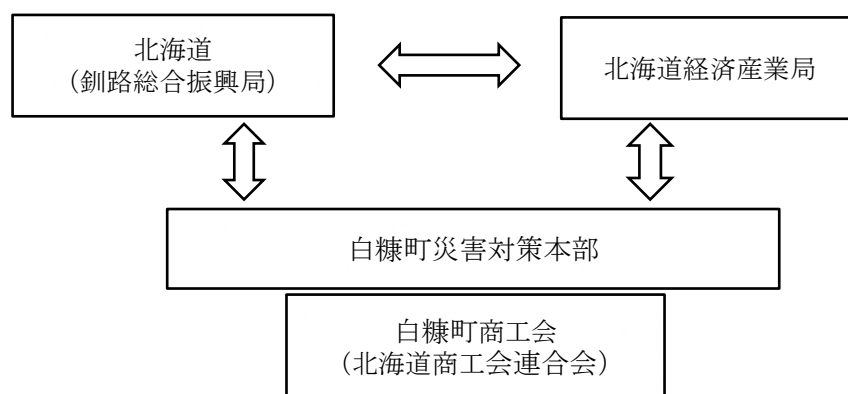 北海道
（釧路総合振興局）
北海道経済産業局
白糠町災害対策本部
白糠町商工会
（北海道商工会連合会）